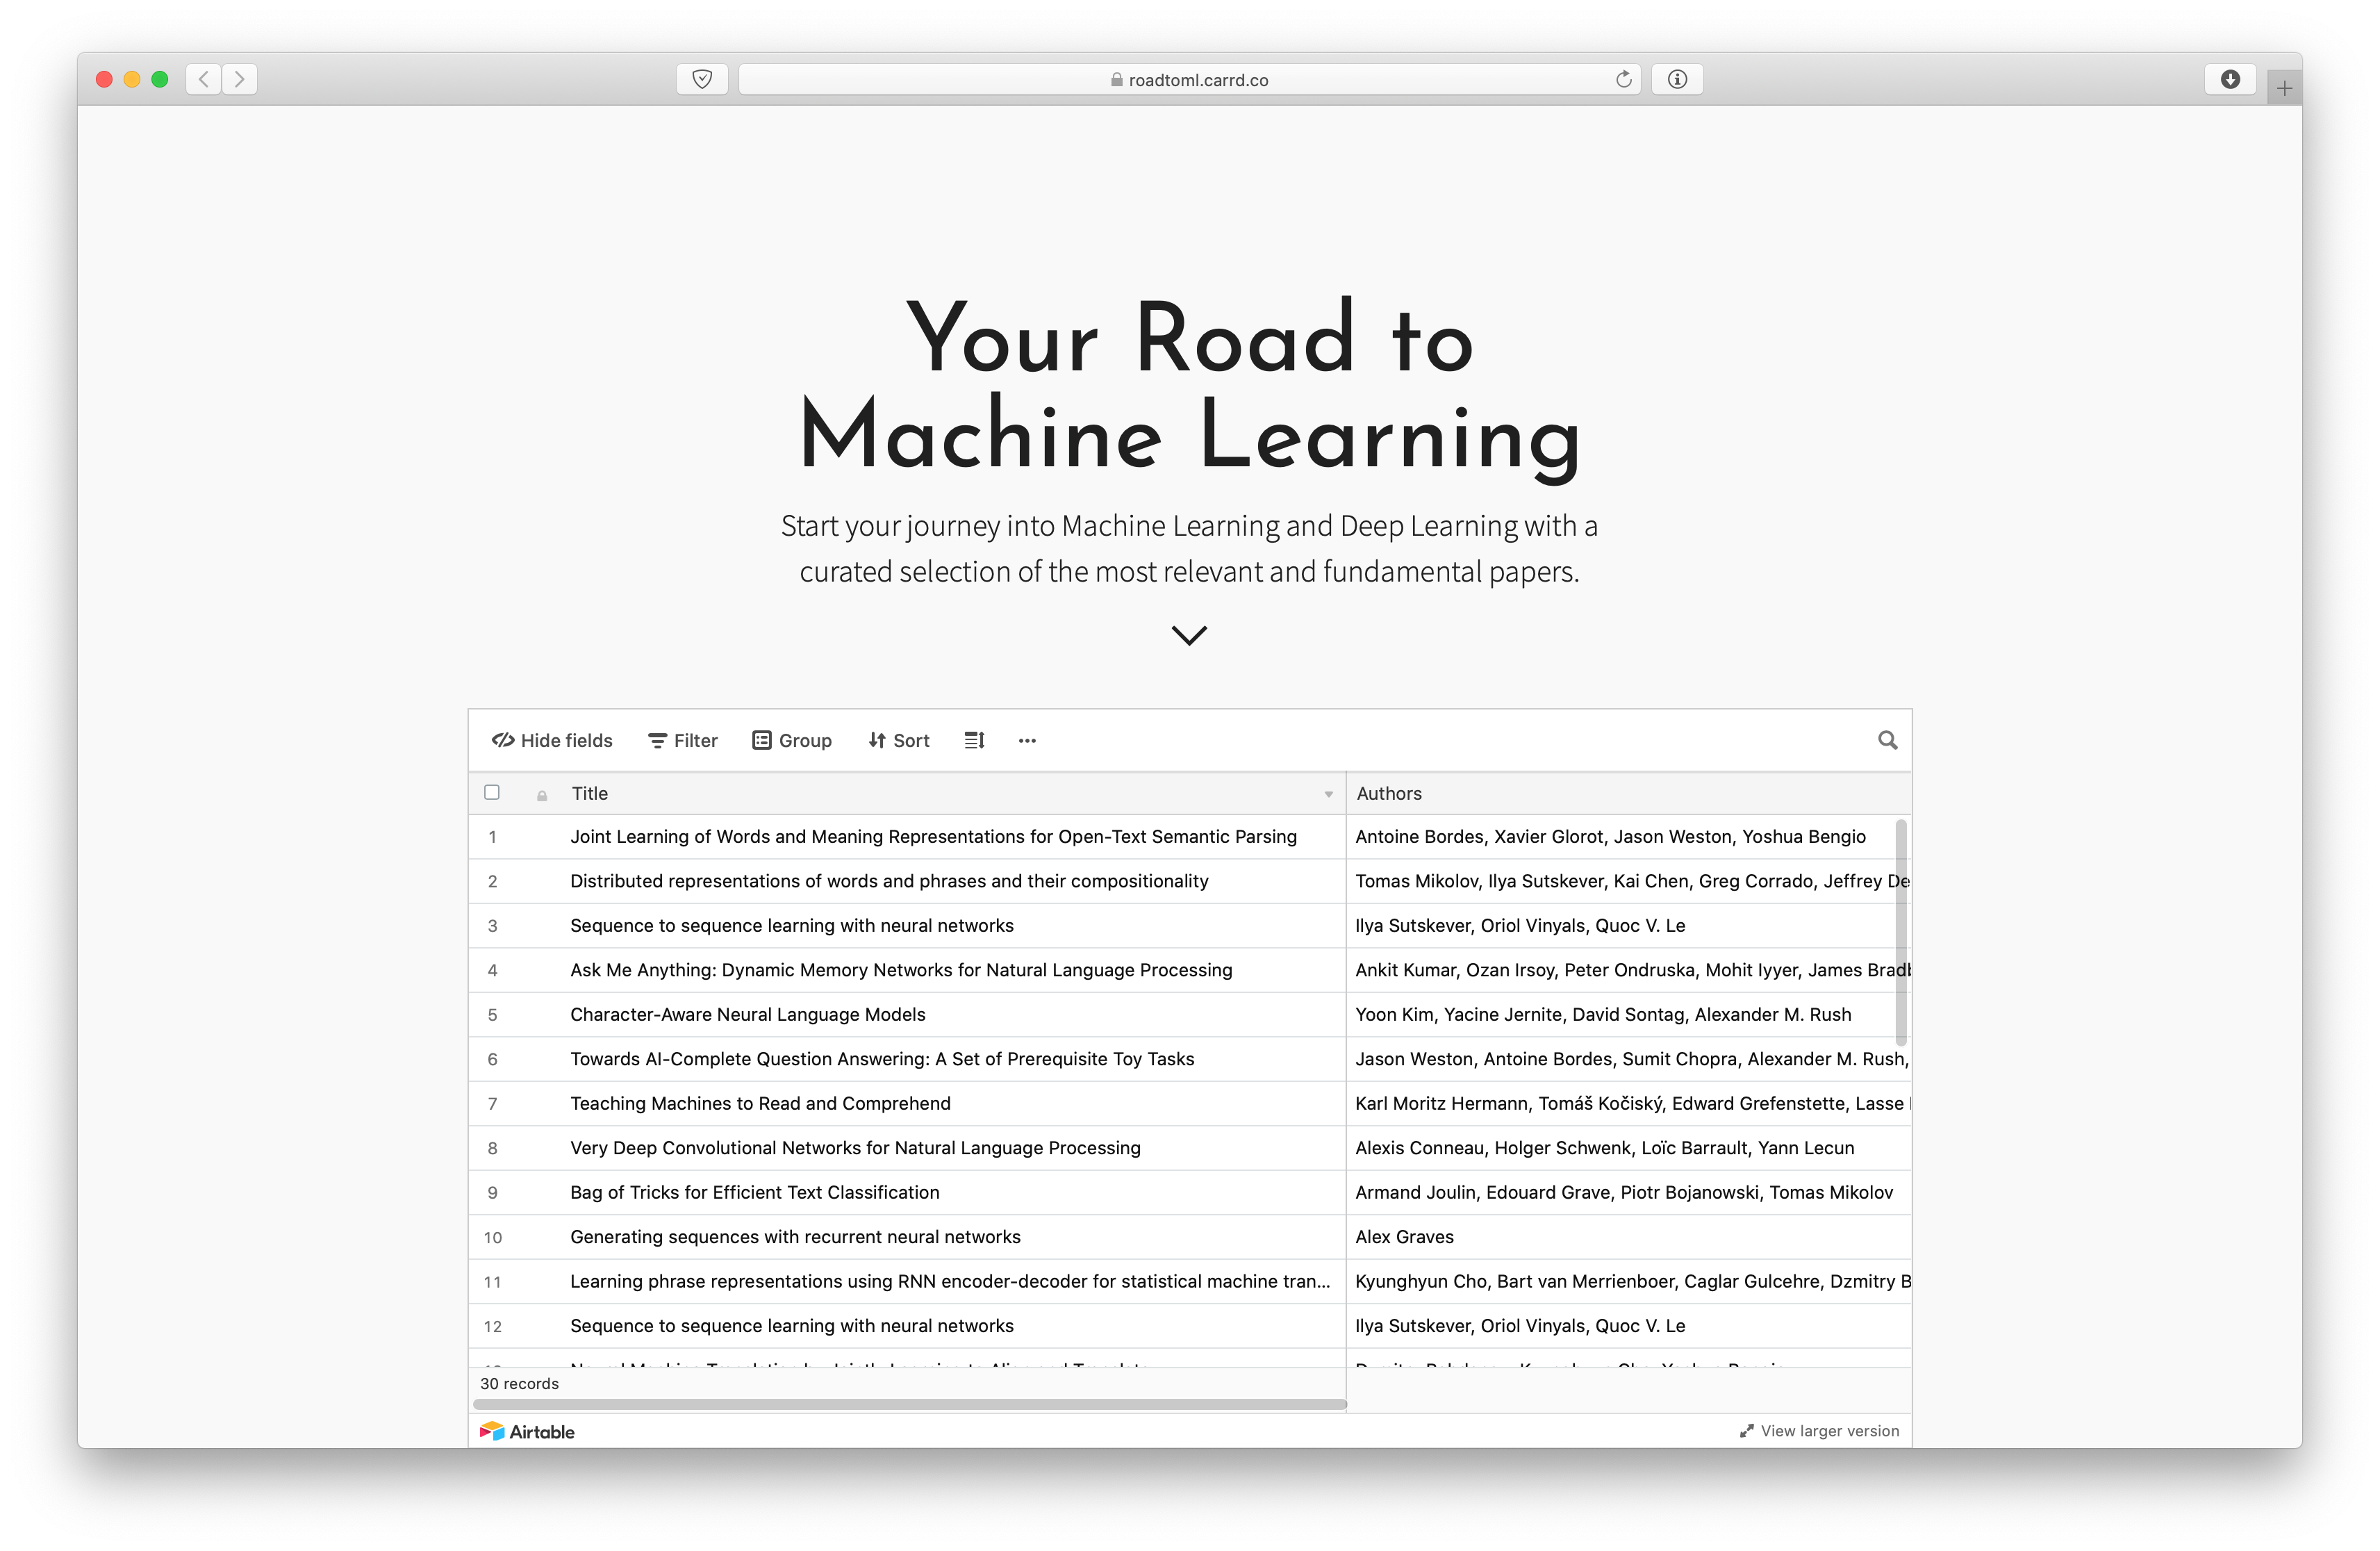 roadtoml.carrd.co
Your Road to
Machine Learning
Start your journey into Machine Learning and Deep Learning with a
curated selection of the most relevant and fundamental papers.
Hide fields Filter Group Sort
Title Authors
1 Joint Learning of Words and Meaning Representations for Open-Text Semantic Parsing Antoine Bordes, Xavier Glorot, Jason Weston, Yoshua Bengio
2 Distributed representations of words and phrases and their compositionality Tomas Mikolov, Ilya Sutskever, Kai Chen, Greg Corrado, Jeffrey De
3 Sequence to sequence learning with neural networks Ilya Sutskever, Oriol Vinyals, Quoc V. Le
4 Ask Me Anything: Dynamic Memory Networks for Natural Language Processing Ankit Kumar, Ozan Irsoy, Peter Ondruska, Mohit Iyyer, James Brad
5 Character-Aware Neural Language Models Yoon Kim, Yacine Jernite, David Sontag, Alexander M. Rush
6 Towards AI-Complete Question Answering: A Set of Prerequisite Toy Tasks Jason Weston, Antoine Bordes, Sumit Chopra, Alexander M. Rush,
7 Teaching Machines to Read and Comprehend Karl Moritz Hermann, Tomáš Kočiský, Edward Grefenstette, Lasse
8 Very Deep Convolutional Networks for Natural Language Processing Alexis Conneau, Holger Schwenk, Loïc Barrault, Yann Lecun
9 Bag of Tricks for Efficient Text Classification Armand Joulin, Edouard Grave, Piotr Bojanowski, Tomas Mikolov
10 Generating sequences with recurrent neural networks Alex Graves
11 Learning phrase representations using RNN encoder-decoder for statistical machine tran... Kyunghyun Cho, Bart van Merrienboer, Caglar Gulcehre, Dzmitry B
12 Sequence to sequence learning with neural networks Ilya Sutskever, Oriol Vinyals, Quoc V. Le
30 records
Airtable View larger version